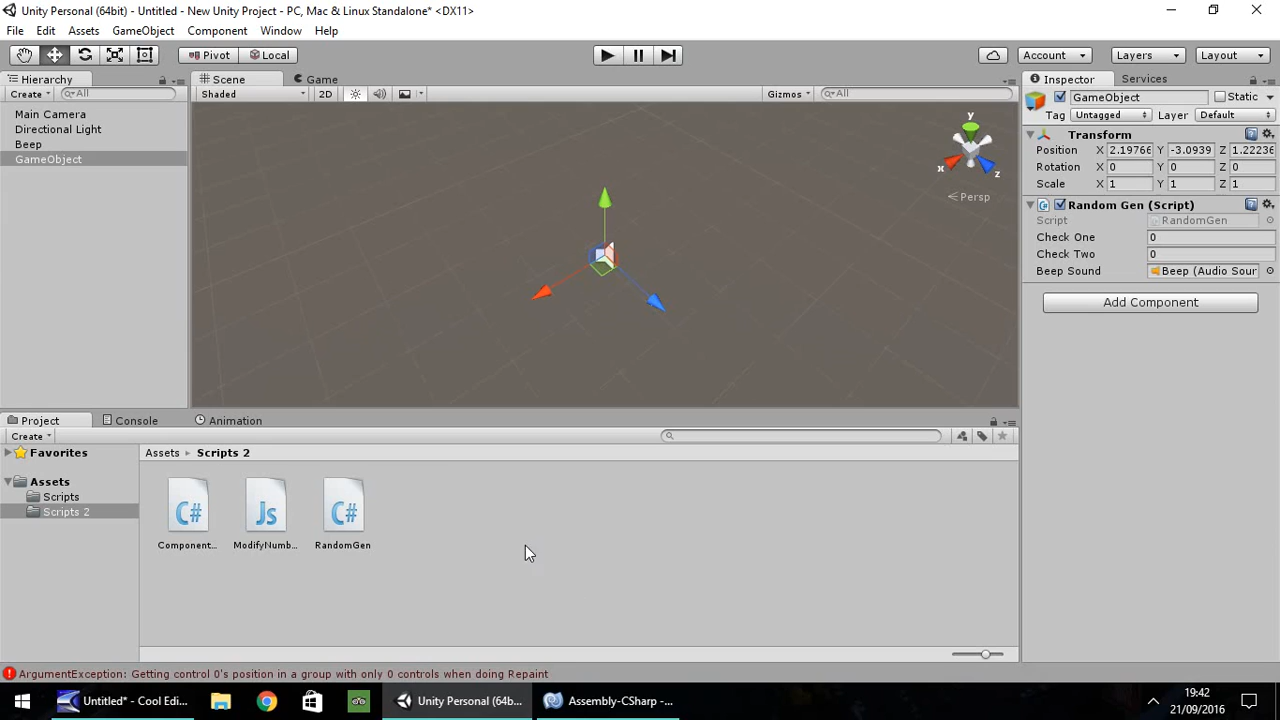 Unity Personal (64bit) - Untitled - New Unity Project - PC, Mac & Linux Standalone* <DX11>
File Edit Assets GameObject Component Window Help
Pivot Local Account Layers Layout
Hierarchy Scene Game Inspector Services
Create All Shaded 2D Gizmos All GameObject Static
Tag Untagged Layer Default
Main Camera
Directional Light
Beep
GameObject
y
x
z
Persp
Transform
Position X 2.19766 Y -3.0939 Z 1.22236
Rotation X 0 Y 0 Z 0
Scale X 1 Y 1 Z 1
Random Gen (Script)
Script RandomGen
Check One 0
Check Two 0
Beep Sound Beep (Audio Sour
Add Component
Project Console Animation
Create
Favorites
Assets
Scripts
Scripts 2
Assets Scripts 2
C# Js C#
Component... ModifyNumb... RandomGen
ArgumentException: Getting control 0's position in a group with only 0 controls when doing Repaint
Untitled* - Cool Edi... Unity Personal (64b... Assembly-CSharp -...
19:42
21/09/2016